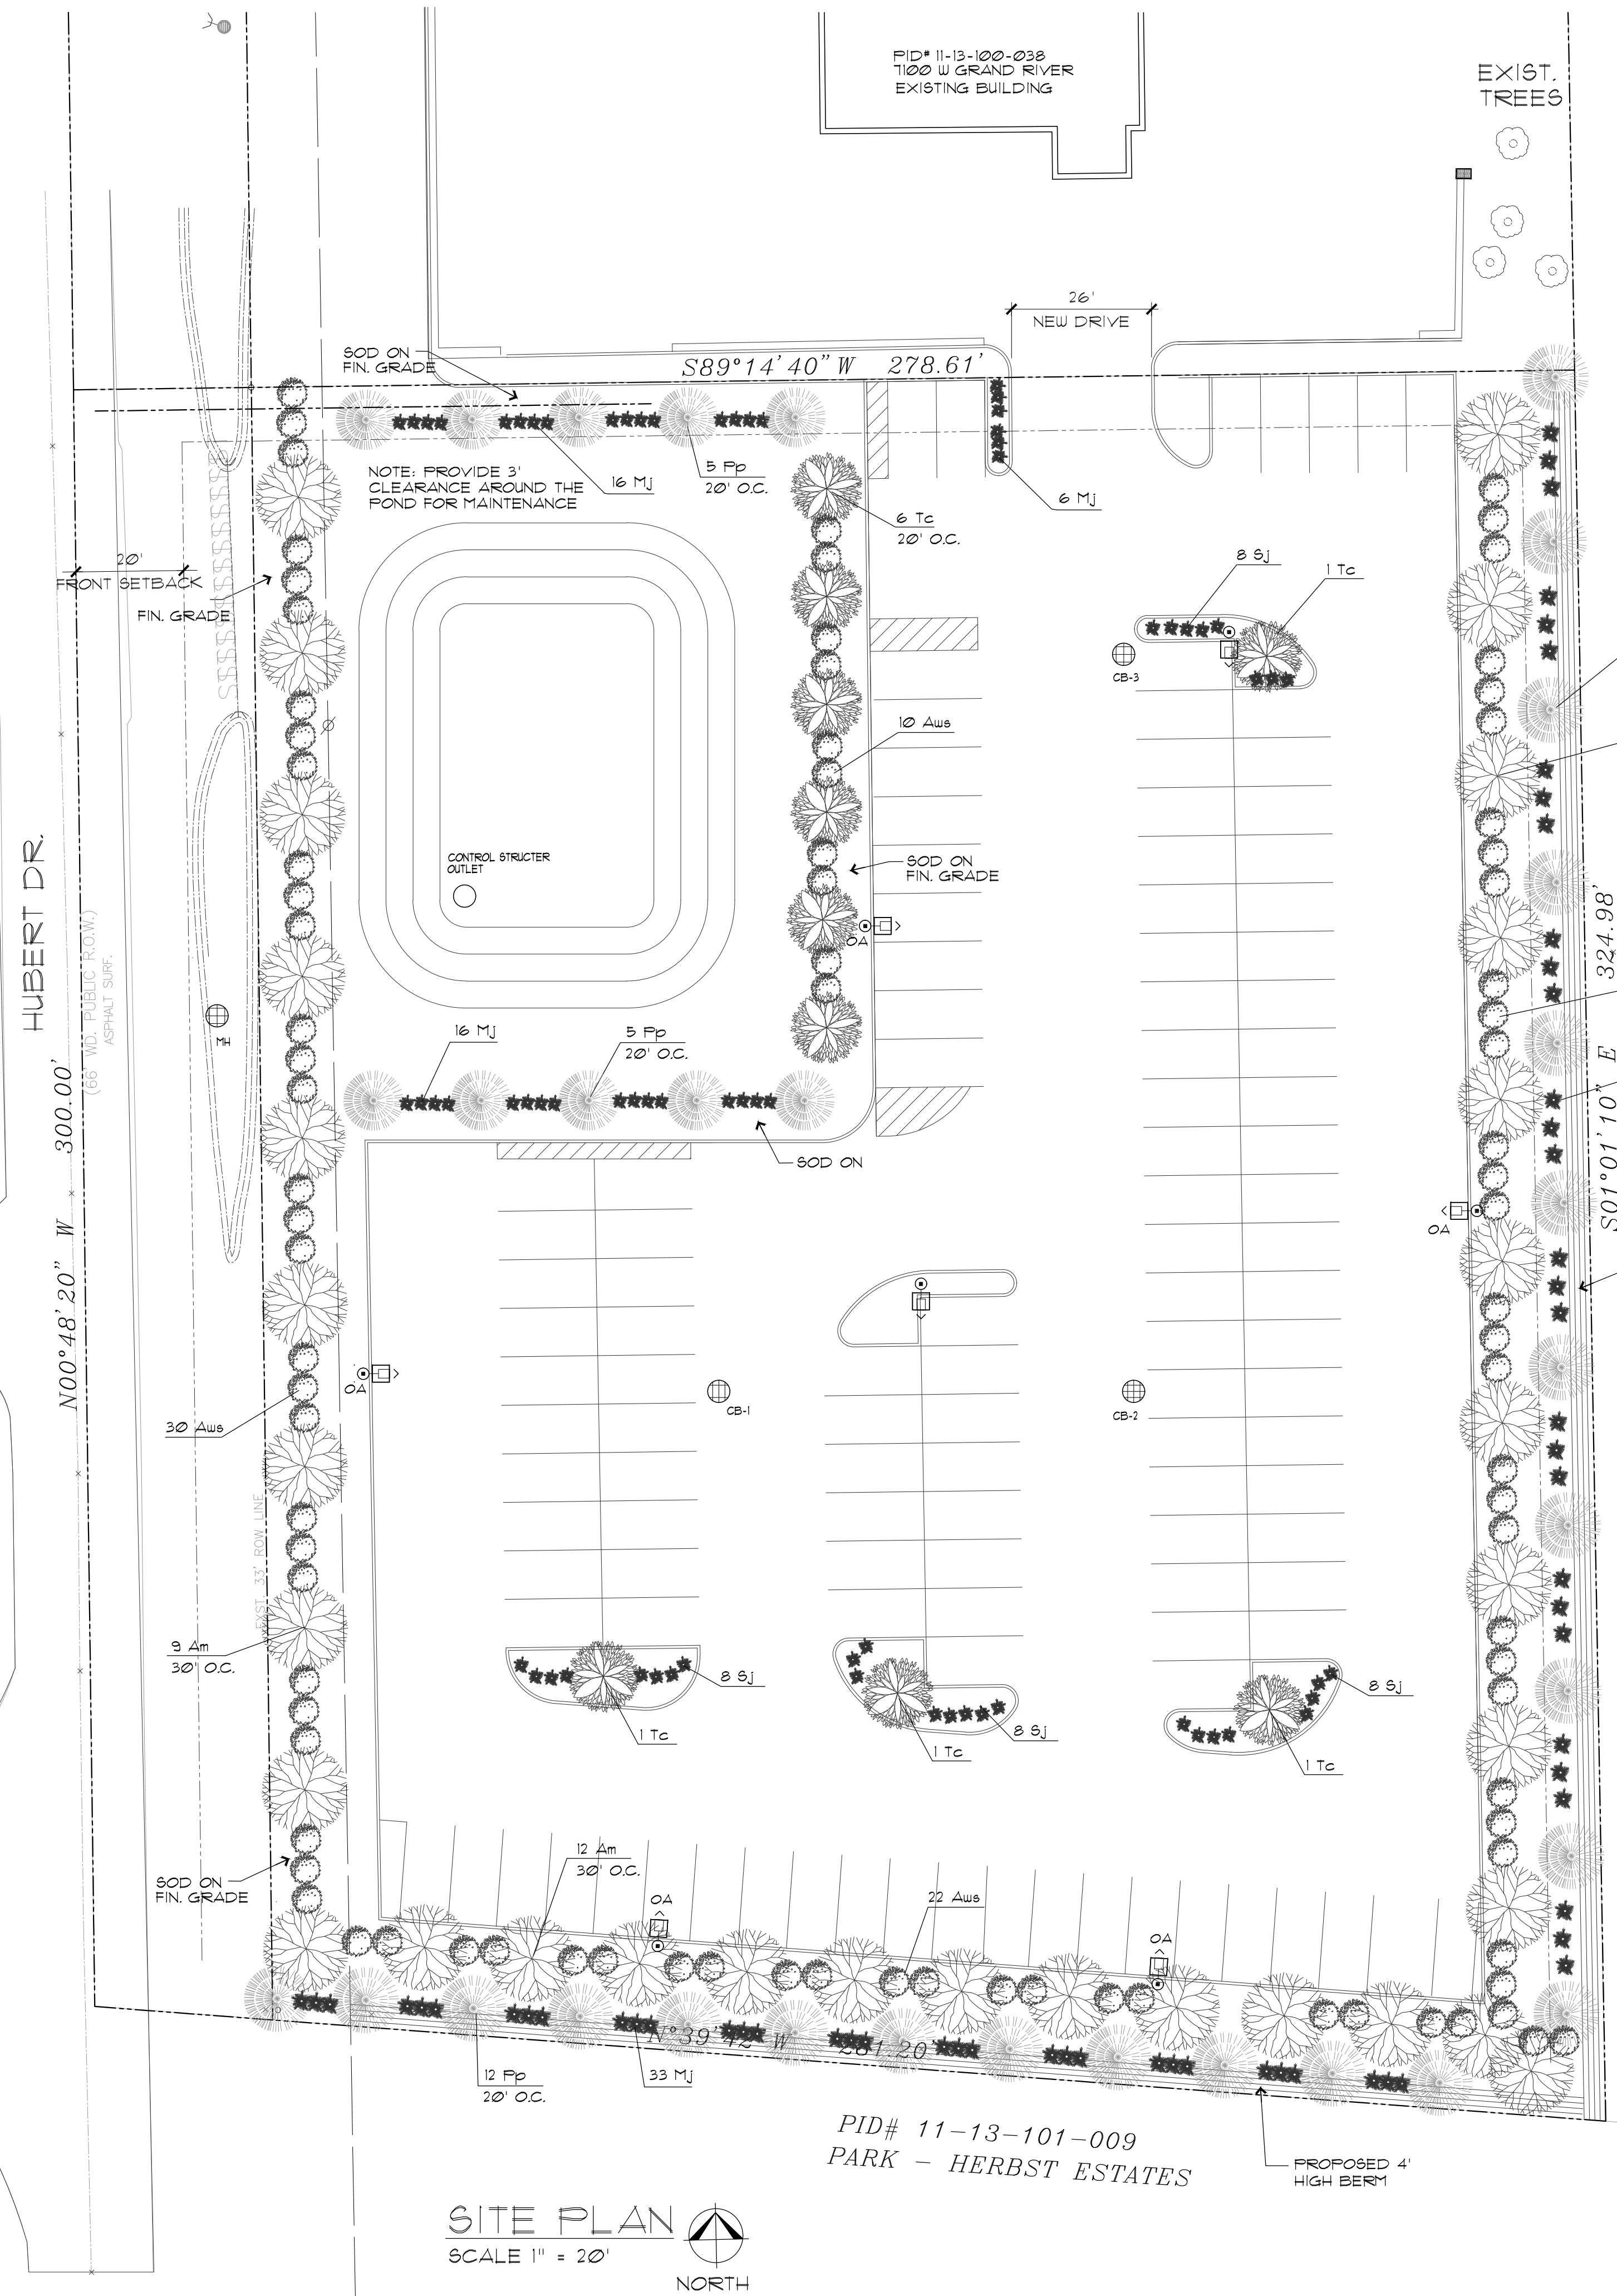 PID# 11-13-100-038
7100 W GRAND RIVER
EXISTING BUILDING
EXIST.
TREES
26'
NEW DRIVE
SOD ON
FIN. GRADE
S89°14'40" W 278.61'
NOTE: PROVIDE 3'
CLEARANCE AROUND THE
POND FOR MAINTENANCE
16 Mj
5 Pp
20' O.C.
6 Mj
6 Tc
20' O.C.
20'
FRONT SETBACK
FIN. GRADE
8 Sj
1 Tc
CB-3
10 Aws
CONTROL STRUCTER
OUTLET
SOD ON
FIN. GRADE
OA
HUBERT DR.
(66' WD. PUBLIC R.O.W.)
ASPHALT SURF.
MH
16 Mj
5 Pp
20' O.C.
SOD ON
N00°48'20" W 300.00'
S01°01'10" E 324.98'
OA
OA
CB-1
CB-2
30 Aws
EXST. 33' ROW LINE
9 Am
30' O.C.
8 Sj
1 Tc
8 Sj
1 Tc
8 Sj
1 Tc
SOD ON
FIN. GRADE
12 Am
30' O.C.
OA
22 Aws
OA
N°39'42" W 281.20'
12 Pp
20' O.C.
33 Mj
PID# 11-13-101-009
PARK - HERBST ESTATES
PROPOSED 4'
HIGH BERM
SITE PLAN
SCALE 1" = 20'
NORTH